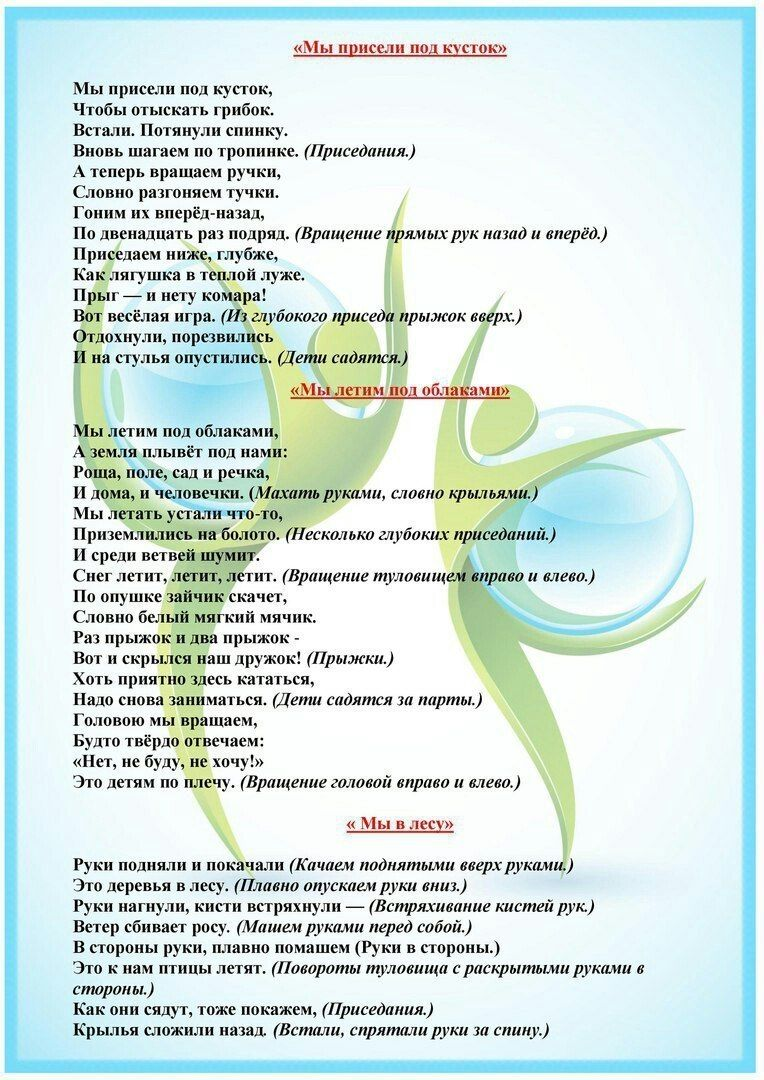 «Мы присели под кусток»
Мы присели под кусток,
Чтобы отыскать грибок.
Встали. Потянули спинку.
Вновь шагаем по тропинке. (Приседания.)
А теперь вращаем ручки,
Словно разгоняем тучки.
Гоним их вперёд-назад,
По двенадцать раз подряд. (Вращение прямых рук назад и вперёд.)
Приседаем ниже, глубже,
Как лягушка в теплой луже.
Прыг — и нету комара!
Вот весёлая игра. (Из глубокого приседа прыжок вверх.)
Отдохнули, порезвились
И на стулья опустились. (Дети садятся.)
«Мы летим под облаками»
Мы летим под облаками,
А земля плывёт под нами:
Роща, поле, сад и речка,
И дома, и человечки. (Махать руками, словно крыльями.)
Мы летать устали что-то,
Приземлились на болото. (Несколько глубоких приседаний.)
И среди ветвей шумит.
Снег летит, летит, летит. (Вращение туловищем вправо и влево.)
По опушке зайчик скачет,
Словно белый мягкий мячик.
Раз прыжок и два прыжок -
Вот и скрылся наш дружок! (Прыжки.)
Хоть приятно здесь кататься,
Надо снова заниматься. (Дети садятся за парты.)
Головою мы вращаем,
Будто твёрдо отвечаем:
«Нет, не буду, не хочу!»
Это детям по плечу. (Вращение головой вправо и влево.)
« Мы в лесу»
Руки подняли и покачали (Качаем поднятыми вверх руками.)
Это деревья в лесу. (Плавно опускаем руки вниз.)
Руки нагнули, кисти встряхнули — (Встряхивание кистей рук.)
Ветер сбивает росу. (Машем руками перед собой.)
В стороны руки, плавно помашем (Руки в стороны.)
Это к нам птицы летят. (Повороты туловища с раскрытыми руками в
стороны.)
Как они сядут, тоже покажем, (Приседания.)
Крылья сложили назад. (Встали, спрятали руки за спину.)